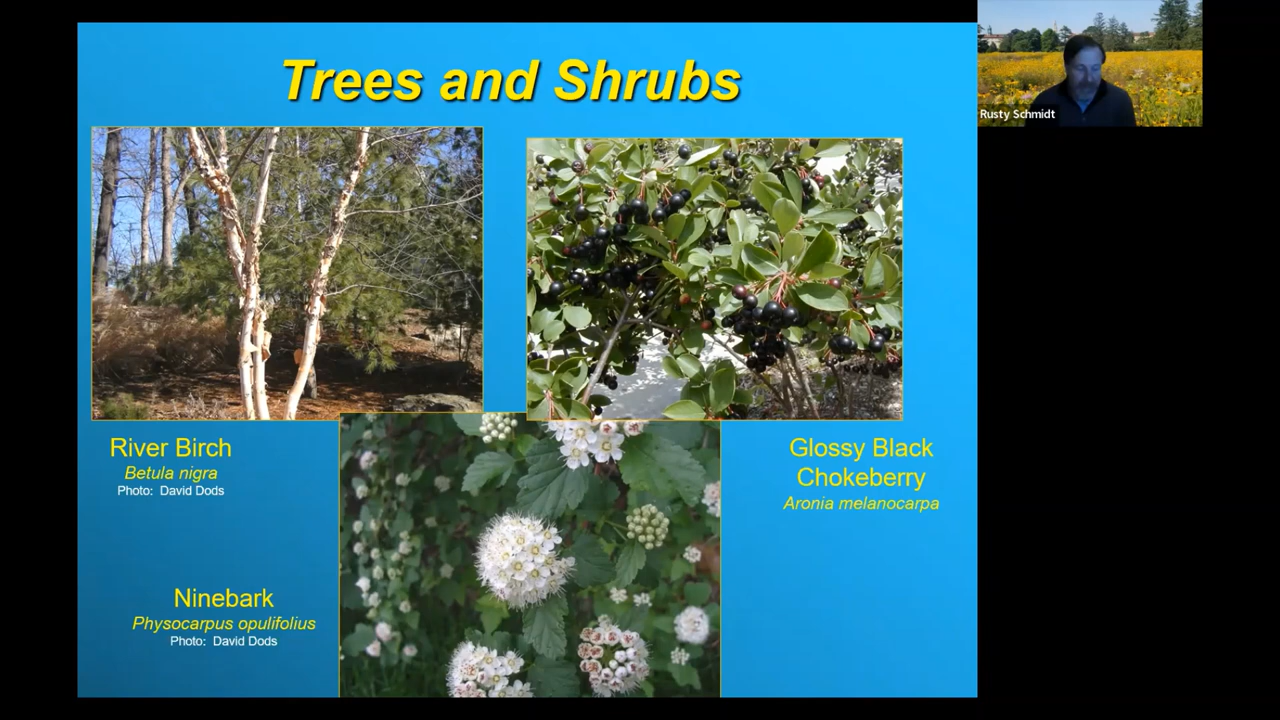 Trees and Shrubs
Rusty Schmidt
River Birch
Betula nigra
Photo: David Dods
Glossy Black
Chokeberry
Aronia melanocarpa
Ninebark
Physocarpus opulifolius
Photo: David Dods